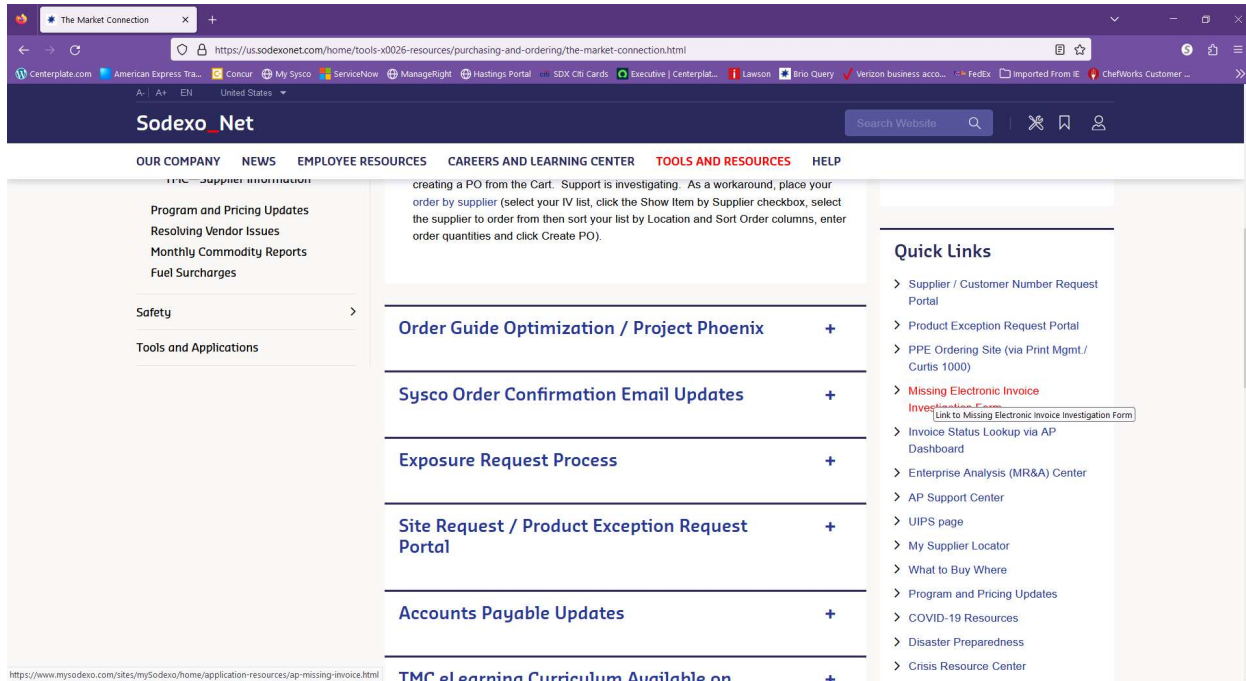 The Market Connection
https://us.sodexonet.com/home/tools-x0026-resources/purchasing-and-ordering/the-market-connection.html
Centerplate.com American Express Tra... Concur My Sysco ServiceNow ManageRight Hastings Portal SDX Citi Cards Executive | Centerplat... Lawson Brio Query Verizon business acco... FedEx Imported From IE ChefWorks Customer ...
A- A+ EN United States
Sodexo_Net
Search Website
OUR COMPANY NEWS EMPLOYEE RESOURCES CAREERS AND LEARNING CENTER TOOLS AND RESOURCES HELP
TMC—Supplier Information
Program and Pricing Updates
Resolving Vendor Issues
Monthly Commodity Reports
Fuel Surcharges
Safety
Tools and Applications
creating a PO from the Cart. Support is investigating. As a workaround, place your
order by supplier (select your IV list, click the Show Item by Supplier checkbox, select
the supplier to order from then sort your list by Location and Sort Order columns, enter
order quantities and click Create PO).
Order Guide Optimization / Project Phoenix +
Sysco Order Confirmation Email Updates +
Exposure Request Process +
Site Request / Product Exception Request +
Portal
Accounts Payable Updates +
TMC eLearning Curriculum Available on +
Quick Links
Supplier / Customer Number Request
Portal
Product Exception Request Portal
PPE Ordering Site (via Print Mgmt./
Curtis 1000)
Missing Electronic Invoice
Investigation Form
Link to Missing Electronic Invoice Investigation Form
Invoice Status Lookup via AP
Dashboard
Enterprise Analysis (MR&A) Center
AP Support Center
UIPS page
My Supplier Locator
What to Buy Where
Program and Pricing Updates
COVID-19 Resources
Disaster Preparedness
Crisis Resource Center
https://www.mysodexo.com/sites/mySodexo/home/application-resources/ap-missing-invoice.html